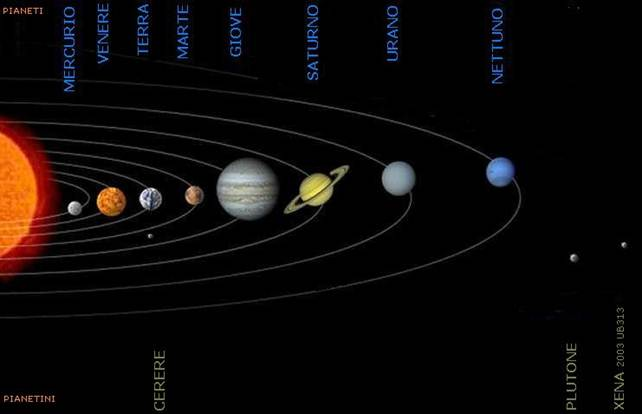 PIANETI
MERCURIO
VENERE
TERRA
MARTE
GIOVE
SATURNO
URANO
NETTUNO
PIANETINI
CERERE
PLUTONE
XENA 2003 UB313